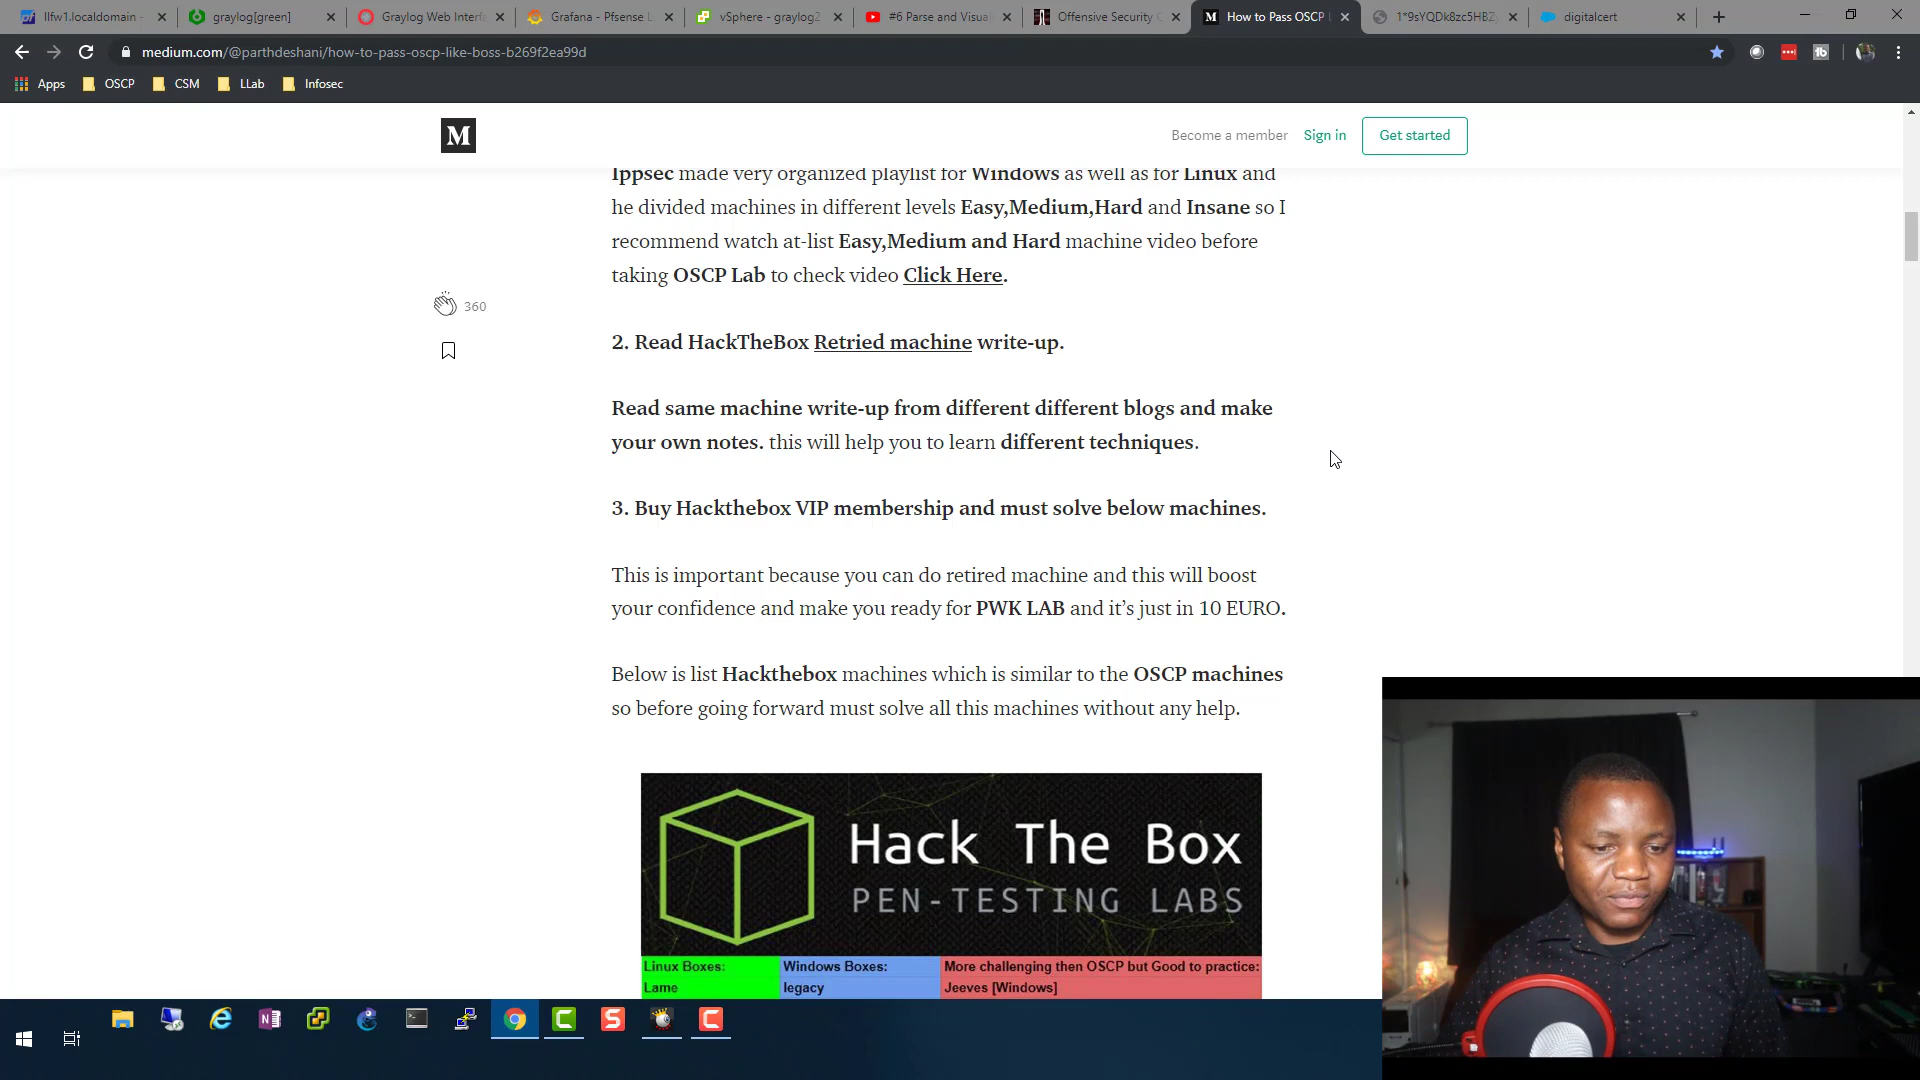 llfw1.localdomain -
graylog[green]
Graylog Web Interf
Grafana - Pfsense L
vSphere - graylog2
#6 Parse and Visual
Offensive Security C
How to Pass OSCP L
1*9sYQDk8zc5HBZ
digitalcert
medium.com/@parthdeshani/how-to-pass-oscp-like-boss-b269f2ea99d
Apps
OSCP
CSM
LLab
Infosec
M
Become a member
Sign in
Get started
Ippsec made very organized playlist for Windows as well as for Linux and
he divided machines in different levels Easy,Medium,Hard and Insane so I
recommend watch at-list Easy,Medium and Hard machine video before
taking OSCP Lab to check video Click Here.
360
2. Read HackTheBox Retried machine write-up.
Read same machine write-up from different different blogs and make
your own notes. this will help you to learn different techniques.
3. Buy Hackthebox VIP membership and must solve below machines.
This is important because you can do retired machine and this will boost
your confidence and make you ready for PWK LAB and it's just in 10 EURO.
Below is list Hackthebox machines which is similar to the OSCP machines
so before going forward must solve all this machines without any help.
Hack The Box
PEN-TESTING LABS
Linux Boxes:
Windows Boxes:
More challenging then OSCP but Good to practice:
Lame
legacy
Jeeves [Windows]